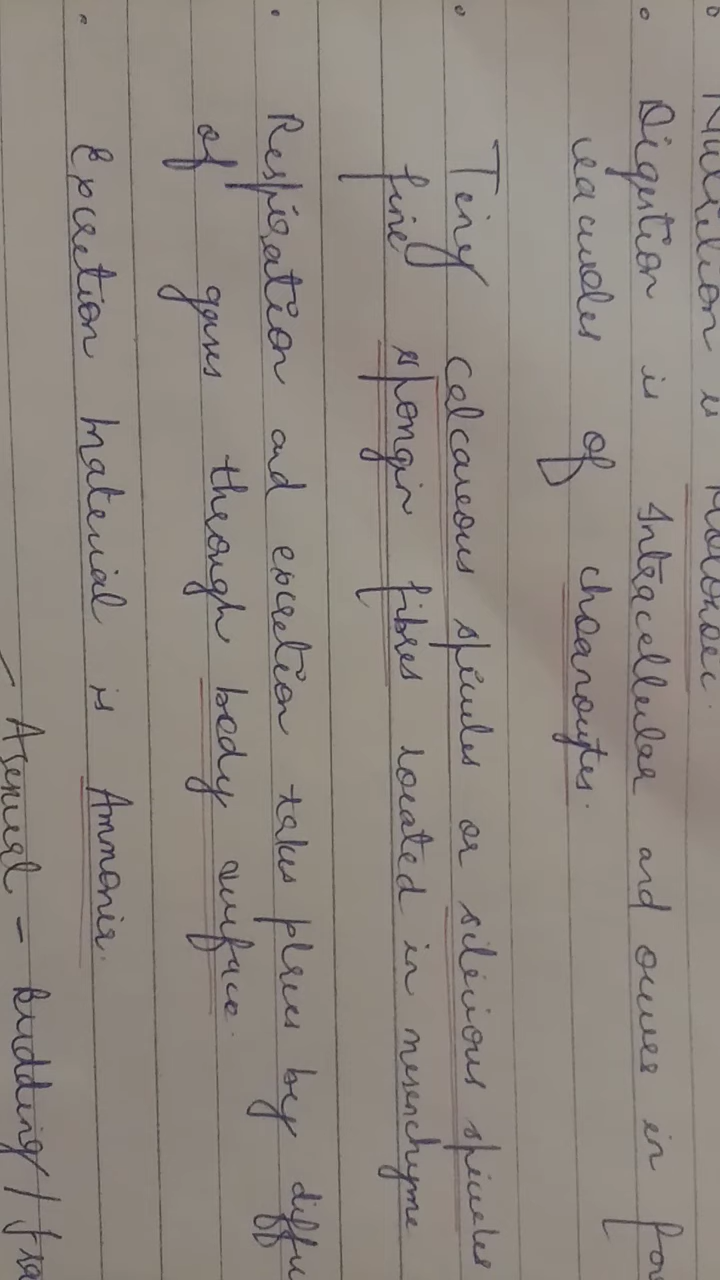 Nutrition is Holozoic.
Digestion is Intracellular and occurs in
vacuoles of choanocytes.
Tiny calcareous spicules or silicious spicules
fine spongin fibres located in mesenchyme
Respiration and excretion takes places by diffu
of gases through body surface.
Excretion material is Ammonia.
Asexual - Budding /